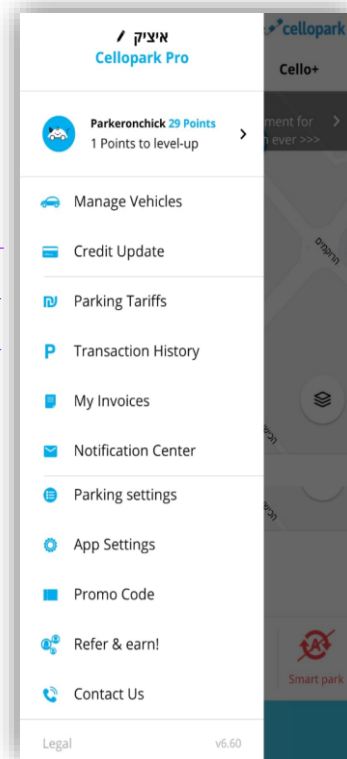 איציק
Cellopark Pro
Parkeronchick 29 Points
1 Points to level-up
Manage Vehicles
Credit Update
₪ Parking Tariffs
P Transaction History
My Invoices
Notification Center
Parking settings
App Settings
Promo Code
Refer & earn!
Contact Us
Legal v6.60
cellopark
Cello+
ment for
ever >>>
הרוקמים
A
Smart park